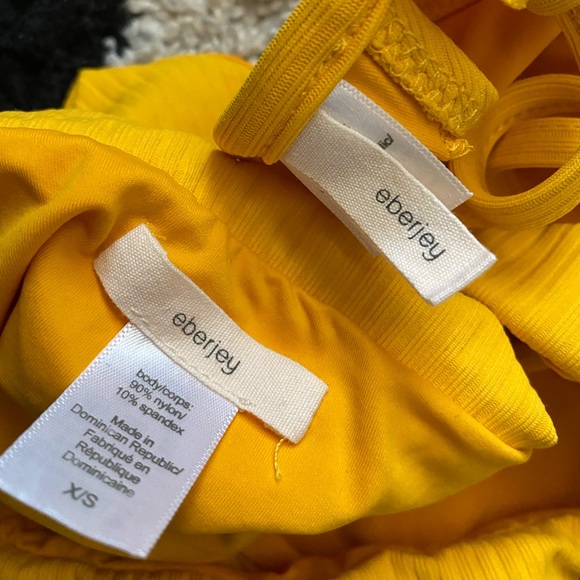 eberjey
eberjey
body/corps:
90% nylon/
10% spandex
Made in
Dominican Republic/
Fabriqué en
République
Dominicaine
X/S